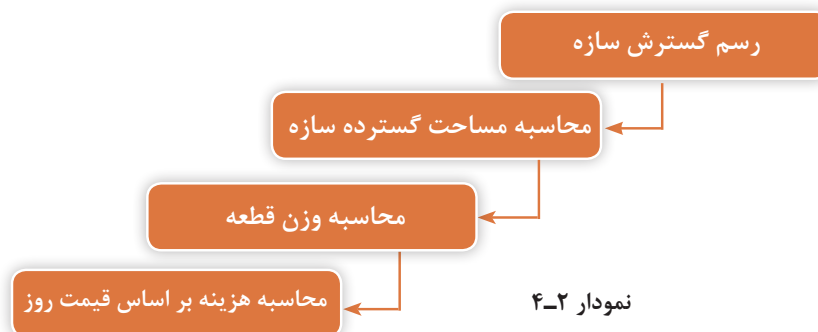 رسم گسترش سازه
محاسبه مساحت گسترده سازه
محاسبه وزن قطعه
محاسبه هزینه بر اساس قیمت روز
نمودار ۲ـ۴